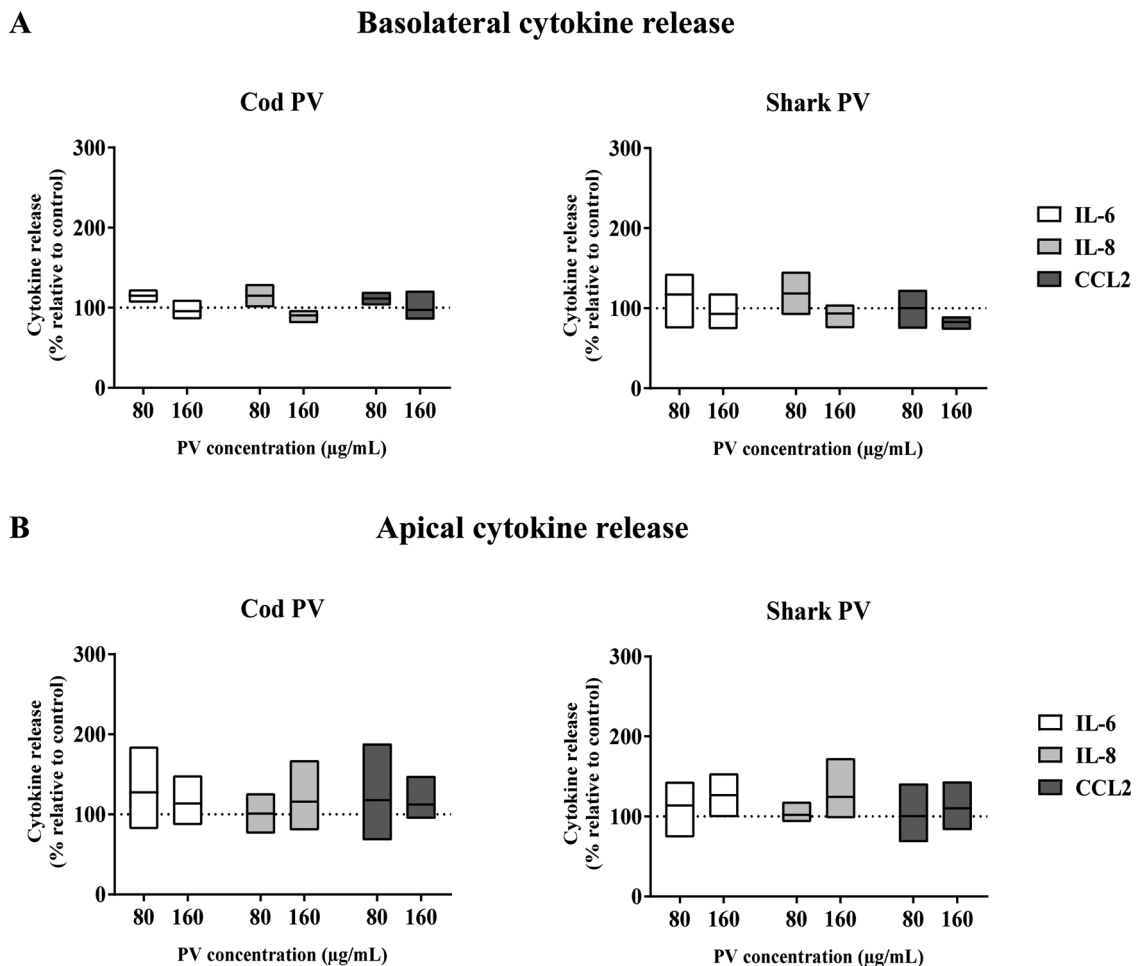 A
Basolateral cytokine release
Cod PV
Shark PV
Cytokine release
(% relative to control)
300
200
100
0
80 160 80 160 80 160
PV concentration (µg/mL)
Cytokine release
(% relative to control)
300
200
100
0
80 160 80 160 80 160
PV concentration (µg/mL)
IL-6
IL-8
CCL2
B
Apical cytokine release
Cod PV
Shark PV
Cytokine release
(% relative to control)
300
200
100
0
80 160 80 160 80 160
PV concentration (µg/mL)
Cytokine release
(% relative to control)
300
200
100
0
80 160 80 160 80 160
PV concentration (µg/mL)
IL-6
IL-8
CCL2